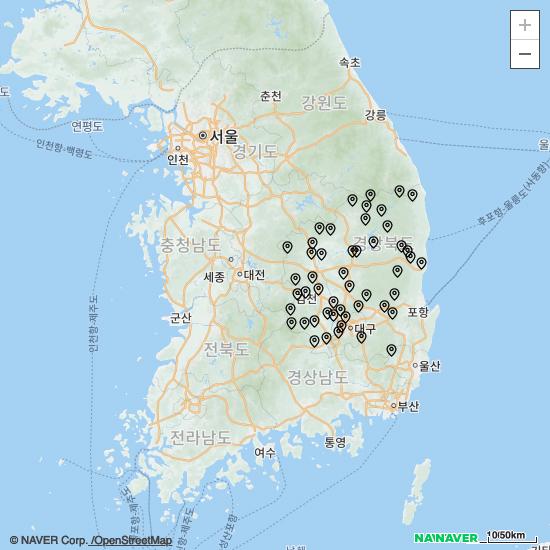 속초
춘천
강원도
강릉
도
연평도
서울
인천
경기도
인천항-백령도
울
후포항-울릉도(사동항)
충청남도
경상북도
세종
대전
인천항-제주도
김천
군산
포항
대구
전북도
경상남도
울산
부산
전라남도
통영
여수
© NAVER Corp. /OpenStreetMap
NAVER
10/50km